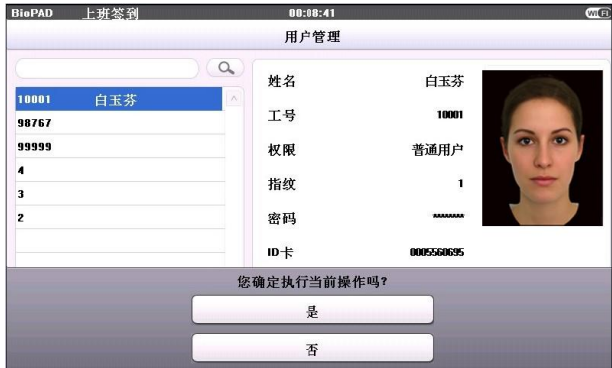 BioPAD 上班签到 00:08:41 WiFi
用户管理
10001 白玉芬
98767
99999
4
3
2
姓名 白玉芬
工号 10001
权限 普通用户
指纹 1
密码 ********
ID卡 0005560695
您确定执行当前操作吗?
是
否